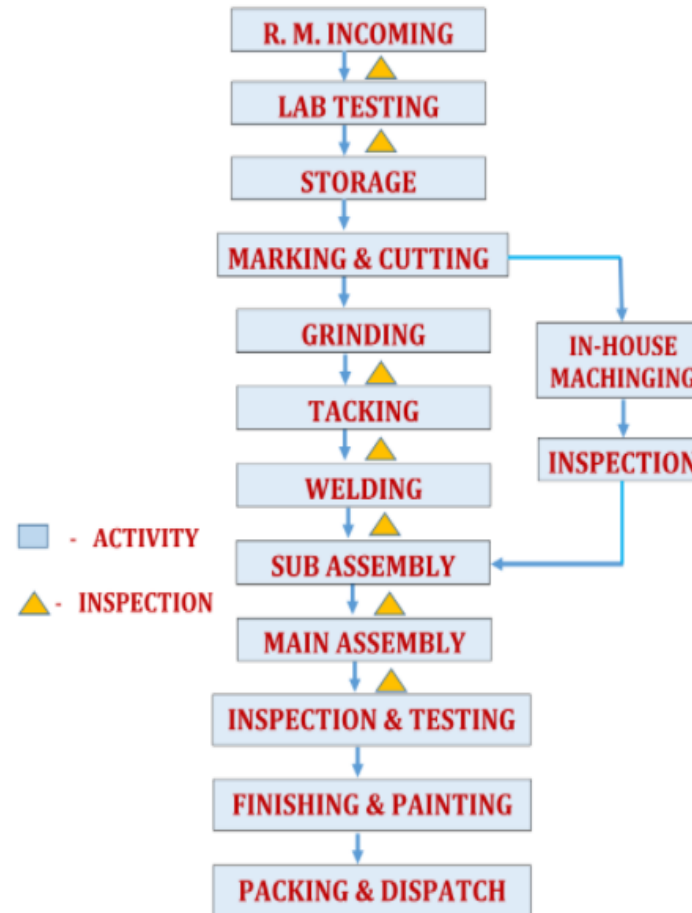 R. M. INCOMING
LAB TESTING
STORAGE
MARKING & CUTTING
GRINDING
IN-HOUSE
MACHINGING
TACKING
INSPECTION
WELDING
- ACTIVITY
SUB ASSEMBLY
- INSPECTION
MAIN ASSEMBLY
INSPECTION & TESTING
FINISHING & PAINTING
PACKING & DISPATCH